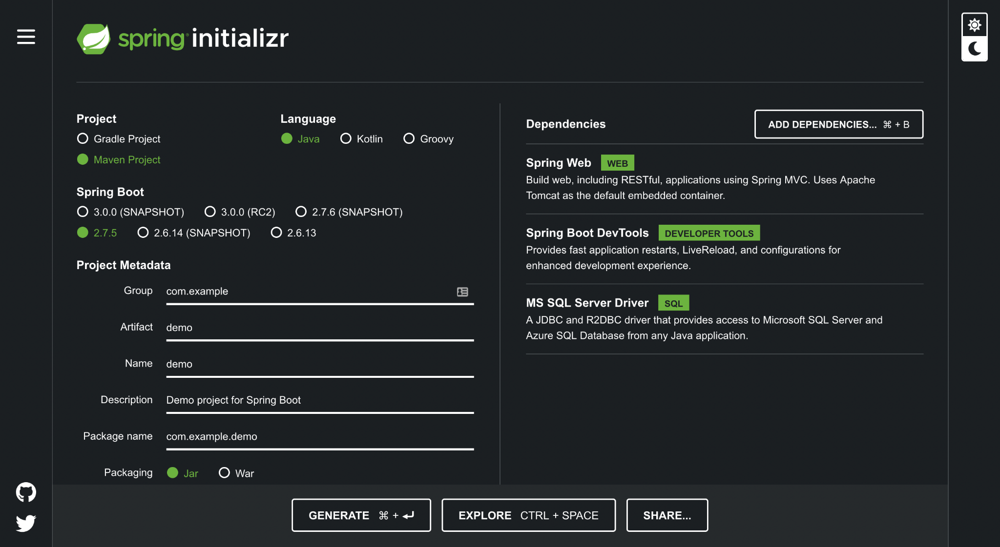 spring initializr
Project
Gradle Project
Maven Project
Language
Java Kotlin Groovy
Spring Boot
3.0.0 (SNAPSHOT) 3.0.0 (RC2) 2.7.6 (SNAPSHOT)
2.7.5 2.6.14 (SNAPSHOT) 2.6.13
Project Metadata
Group com.example
Artifact demo
Name demo
Description Demo project for Spring Boot
Package name com.example.demo
Packaging Jar War
Dependencies
ADD DEPENDENCIES... ⌘ + B
Spring Web WEB
Build web, including RESTful, applications using Spring MVC. Uses Apache
Tomcat as the default embedded container.
Spring Boot DevTools DEVELOPER TOOLS
Provides fast application restarts, LiveReload, and configurations for
enhanced development experience.
MS SQL Server Driver SQL
A JDBC and R2DBC driver that provides access to Microsoft SQL Server and
Azure SQL Database from any Java application.
GENERATE ⌘ + ⏎
EXPLORE CTRL + SPACE
SHARE...